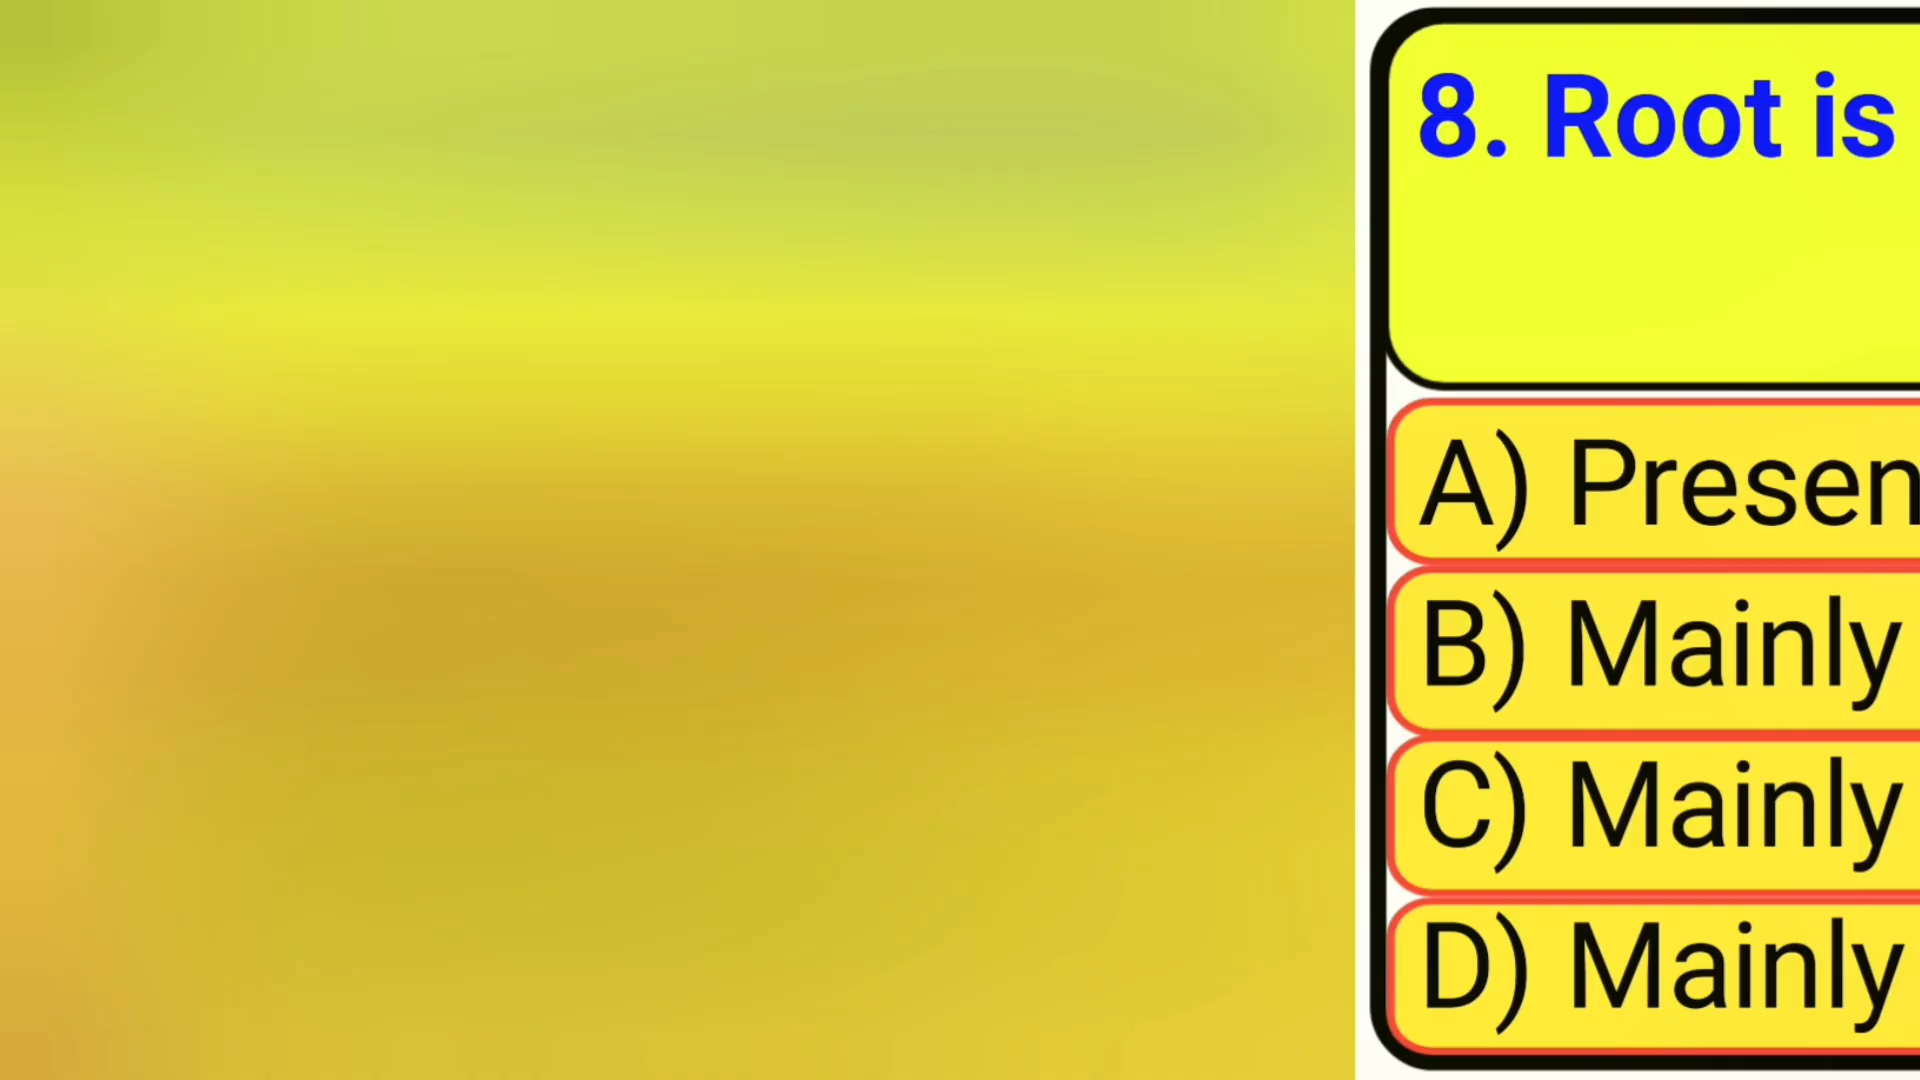 8. Root is
A) Presen
B) Mainly
C) Mainly
D) Mainly